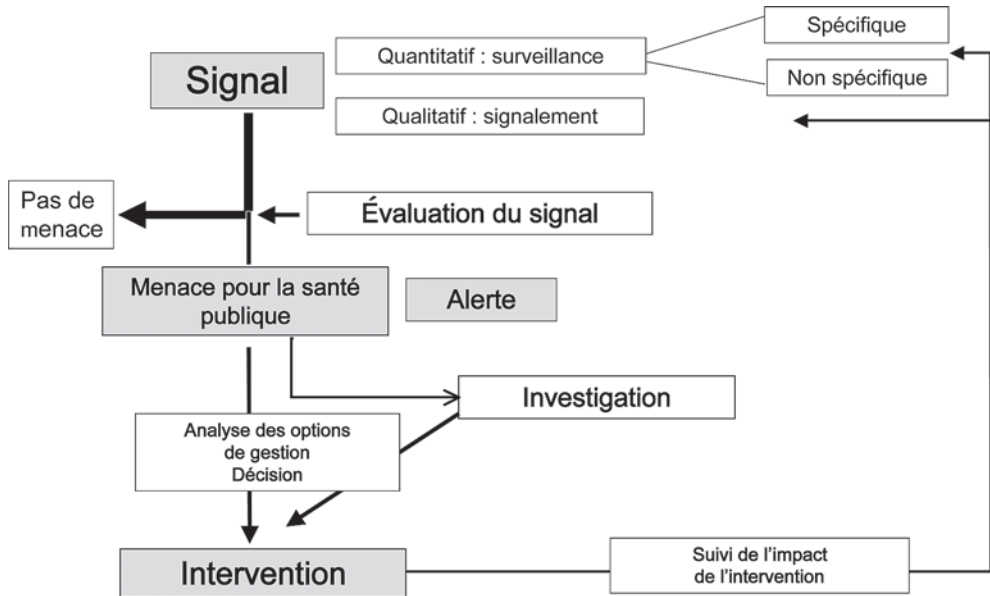 Signal
Quantitatif : surveillance
Spécifique
Non spécifique
Qualitatif : signalement
Pas de
menace
Évaluation du signal
Menace pour la santé
publique
Alerte
Investigation
Analyse des options
de gestion
Décision
Intervention
Suivi de l’impact
de l’intervention